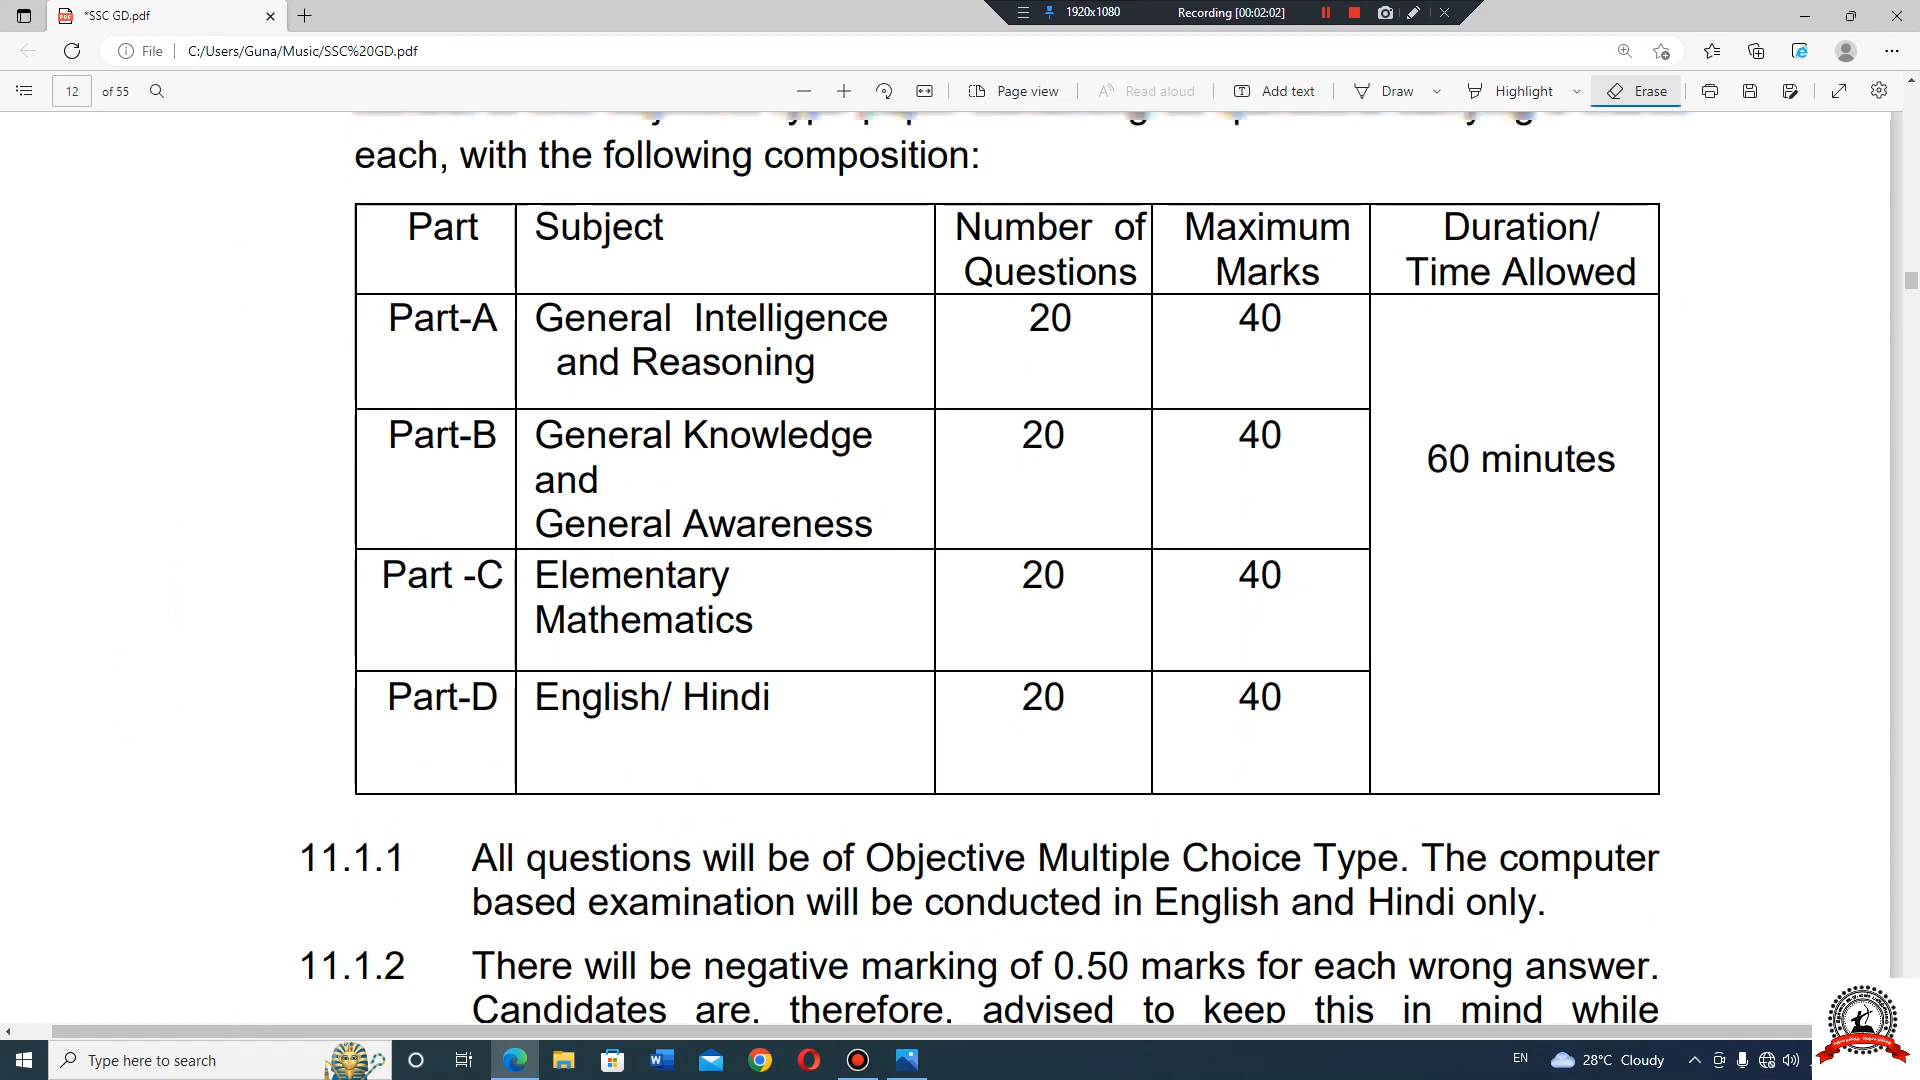 *SSC GD.pdf
1920x1080
Recording [00:02:02]
File
C:/Users/Guna/Music/SSC%20GD.pdf
12 of 55
Page view
Read aloud
Add text
Draw
Highlight
Erase
each, with the following composition:
Part Subject Number of Questions Maximum Marks Duration/ Time Allowed
Part-A General Intelligence and Reasoning 20 40
60 minutes
Part-B General Knowledge and General Awareness 20 40
Part -C Elementary Mathematics 20 40
Part-D English/ Hindi 20 40
11.1.1 All questions will be of Objective Multiple Choice Type. The computer
based examination will be conducted in English and Hindi only.
11.1.2 There will be negative marking of 0.50 marks for each wrong answer.
Candidates are, therefore, advised to keep this in mind while
Type here to search
EN
28°C Cloudy